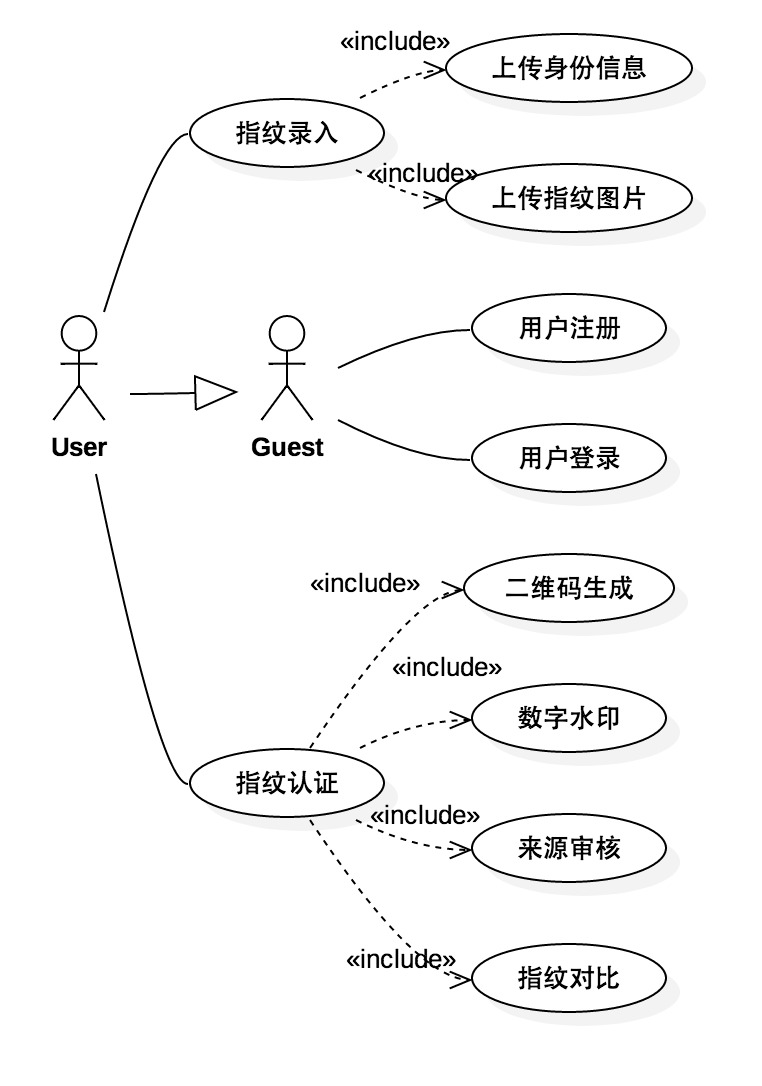 «include»
上传身份信息
指纹录入
«include»
上传指纹图片
用户注册
User
Guest
用户登录
«include»
二维码生成
«include»
数字水印
指纹认证
«include»
来源审核
«include»
指纹对比